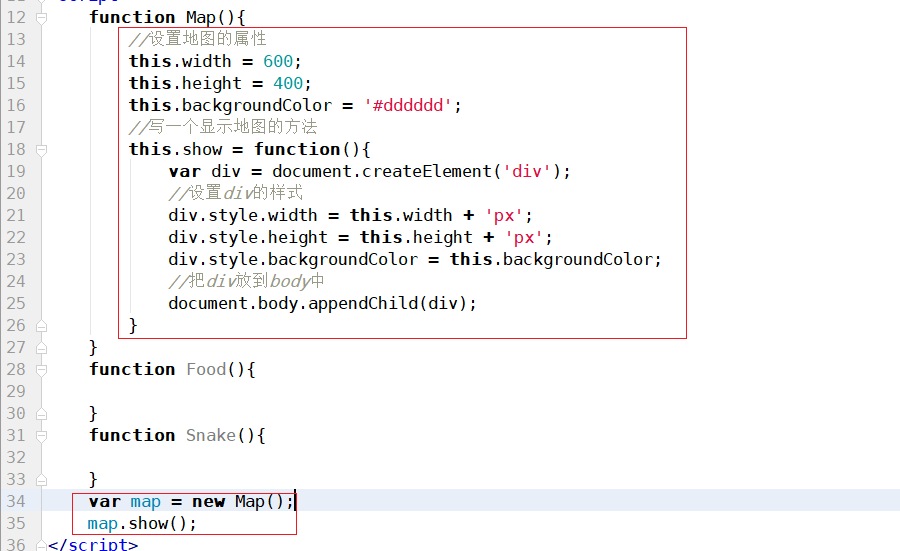 12 function Map(){
13 //设置地图的属性
14 this.width = 600;
15 this.height = 400;
16 this.backgroundColor = '#dddddd';
17 //写一个显示地图的方法
18 this.show = function(){
19 var div = document.createElement('div');
20 //设置div的样式
21 div.style.width = this.width + 'px';
22 div.style.height = this.height + 'px';
23 div.style.backgroundColor = this.backgroundColor;
24 //把div放到body中
25 document.body.appendChild(div);
26 }
27 }
28 function Food(){
29
30 }
31 function Snake(){
32
33 }
34 var map = new Map();
35 map.show();
36 </script>